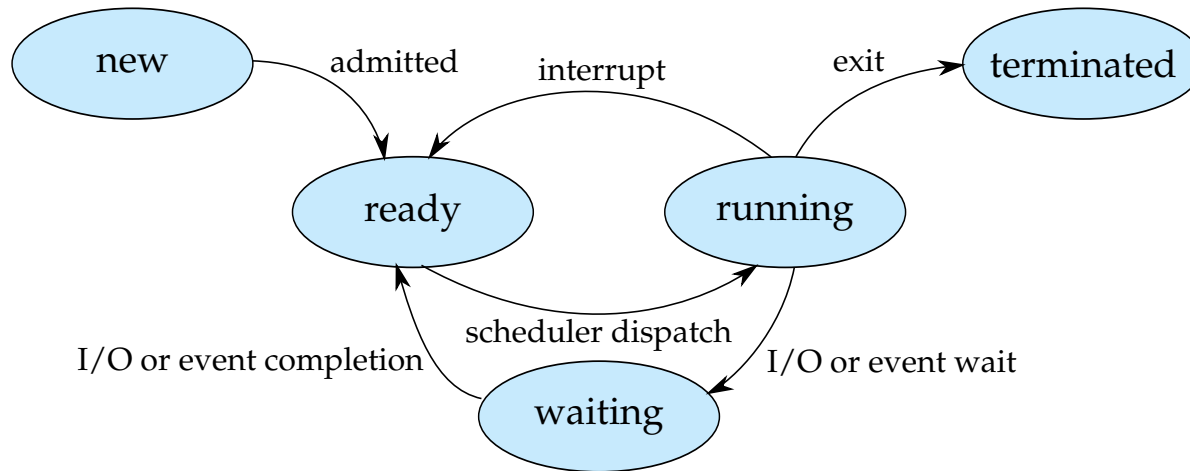 new
admitted
interrupt
exit
terminated
ready
running
scheduler dispatch
I/O or event completion
I/O or event wait
waiting